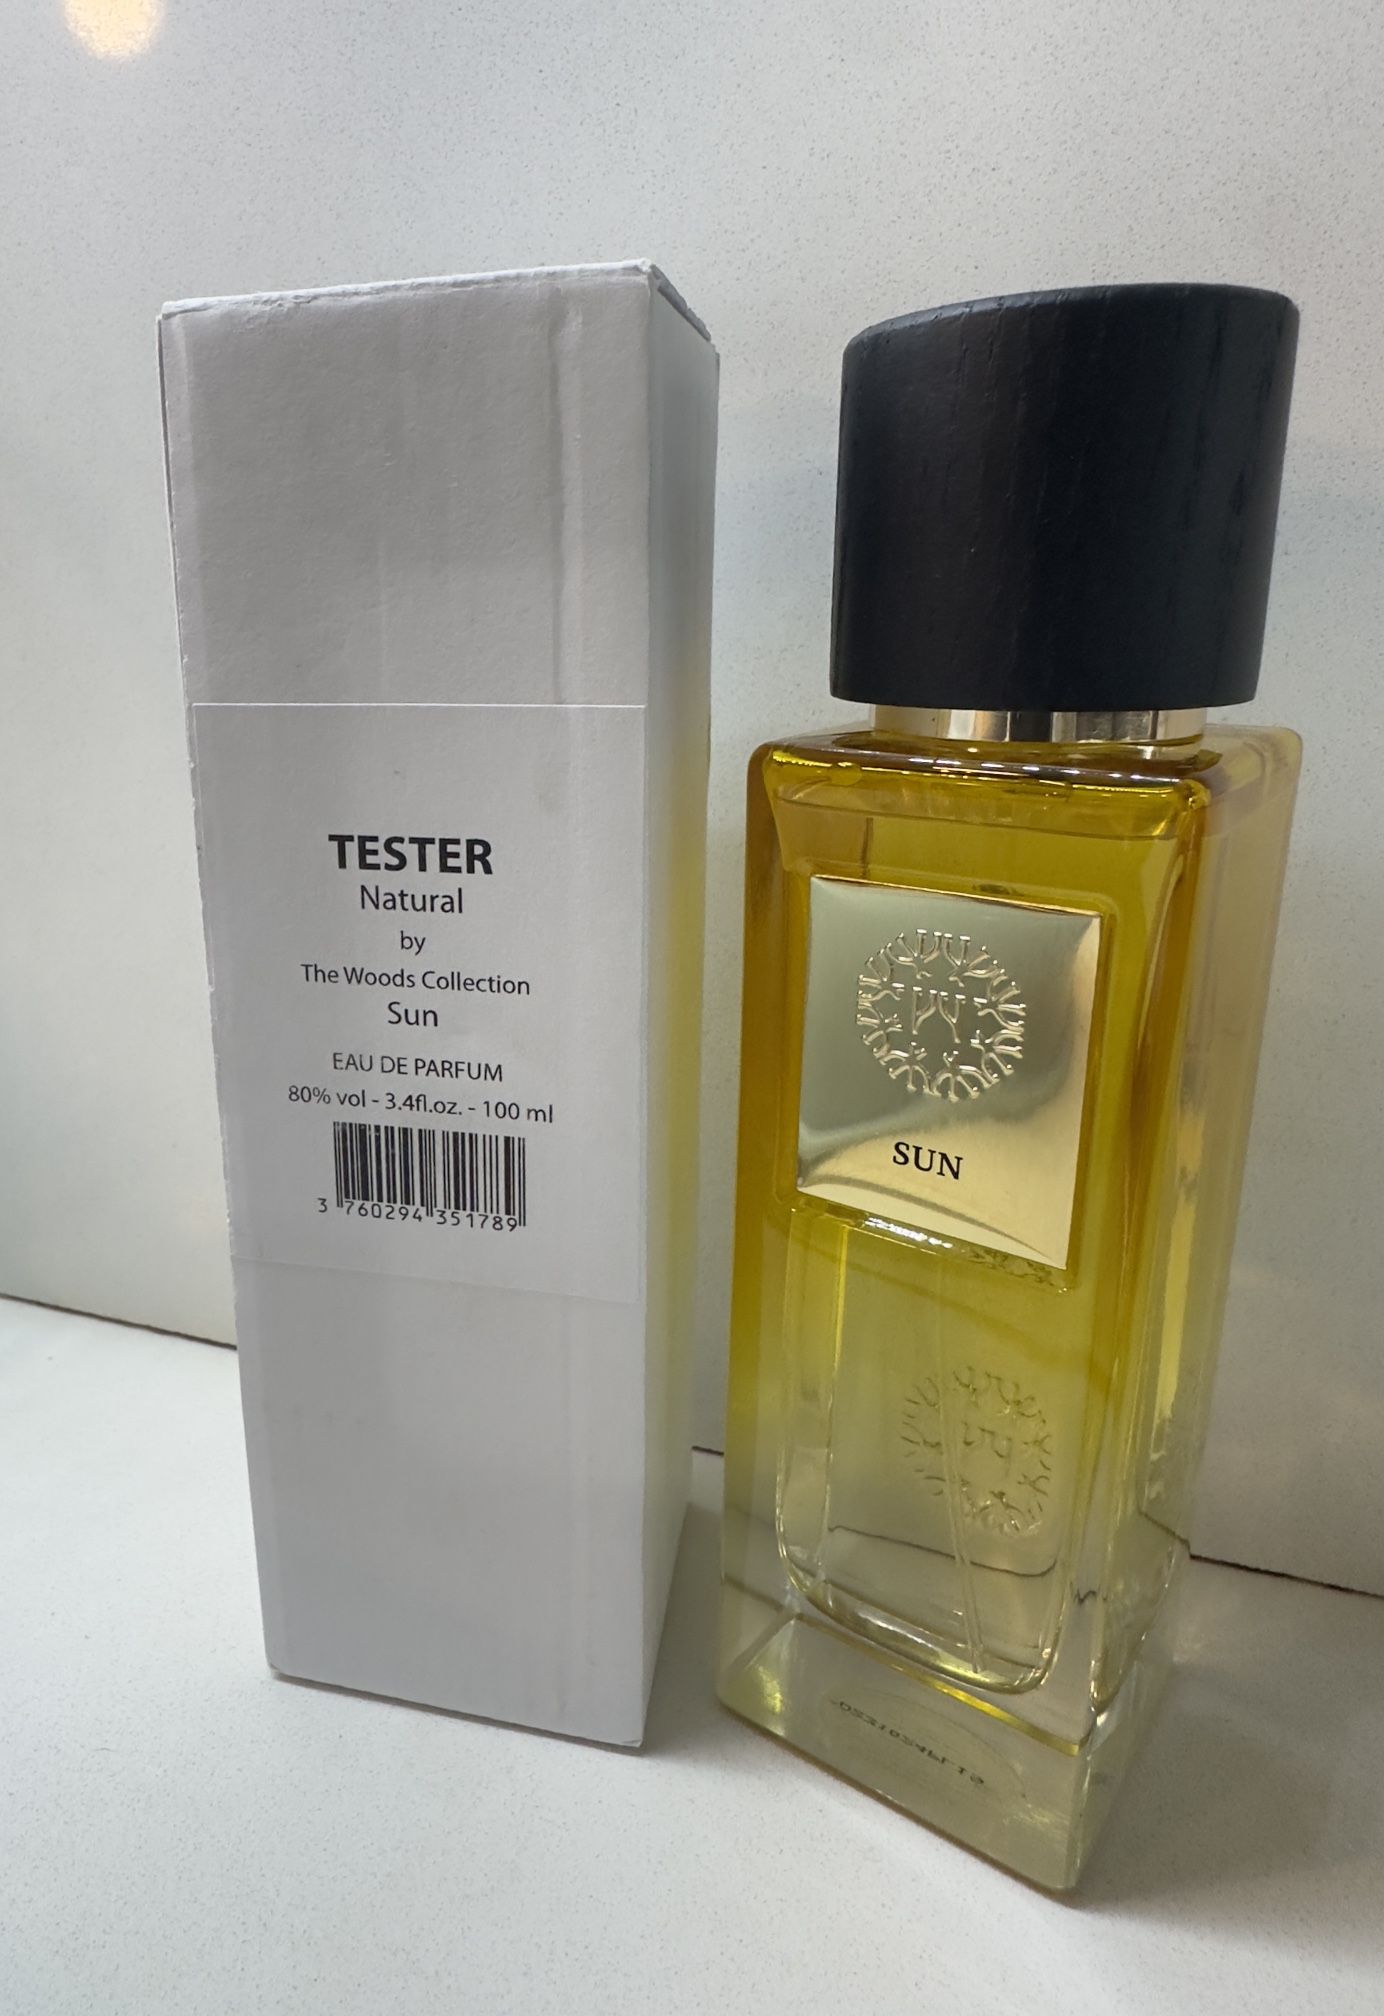 TESTER
Natural
by
The Woods Collection
Sun
EAU DE PARFUM
80% vol - 3.4fl.oz. - 100 ml
3 760294 351789
SUN